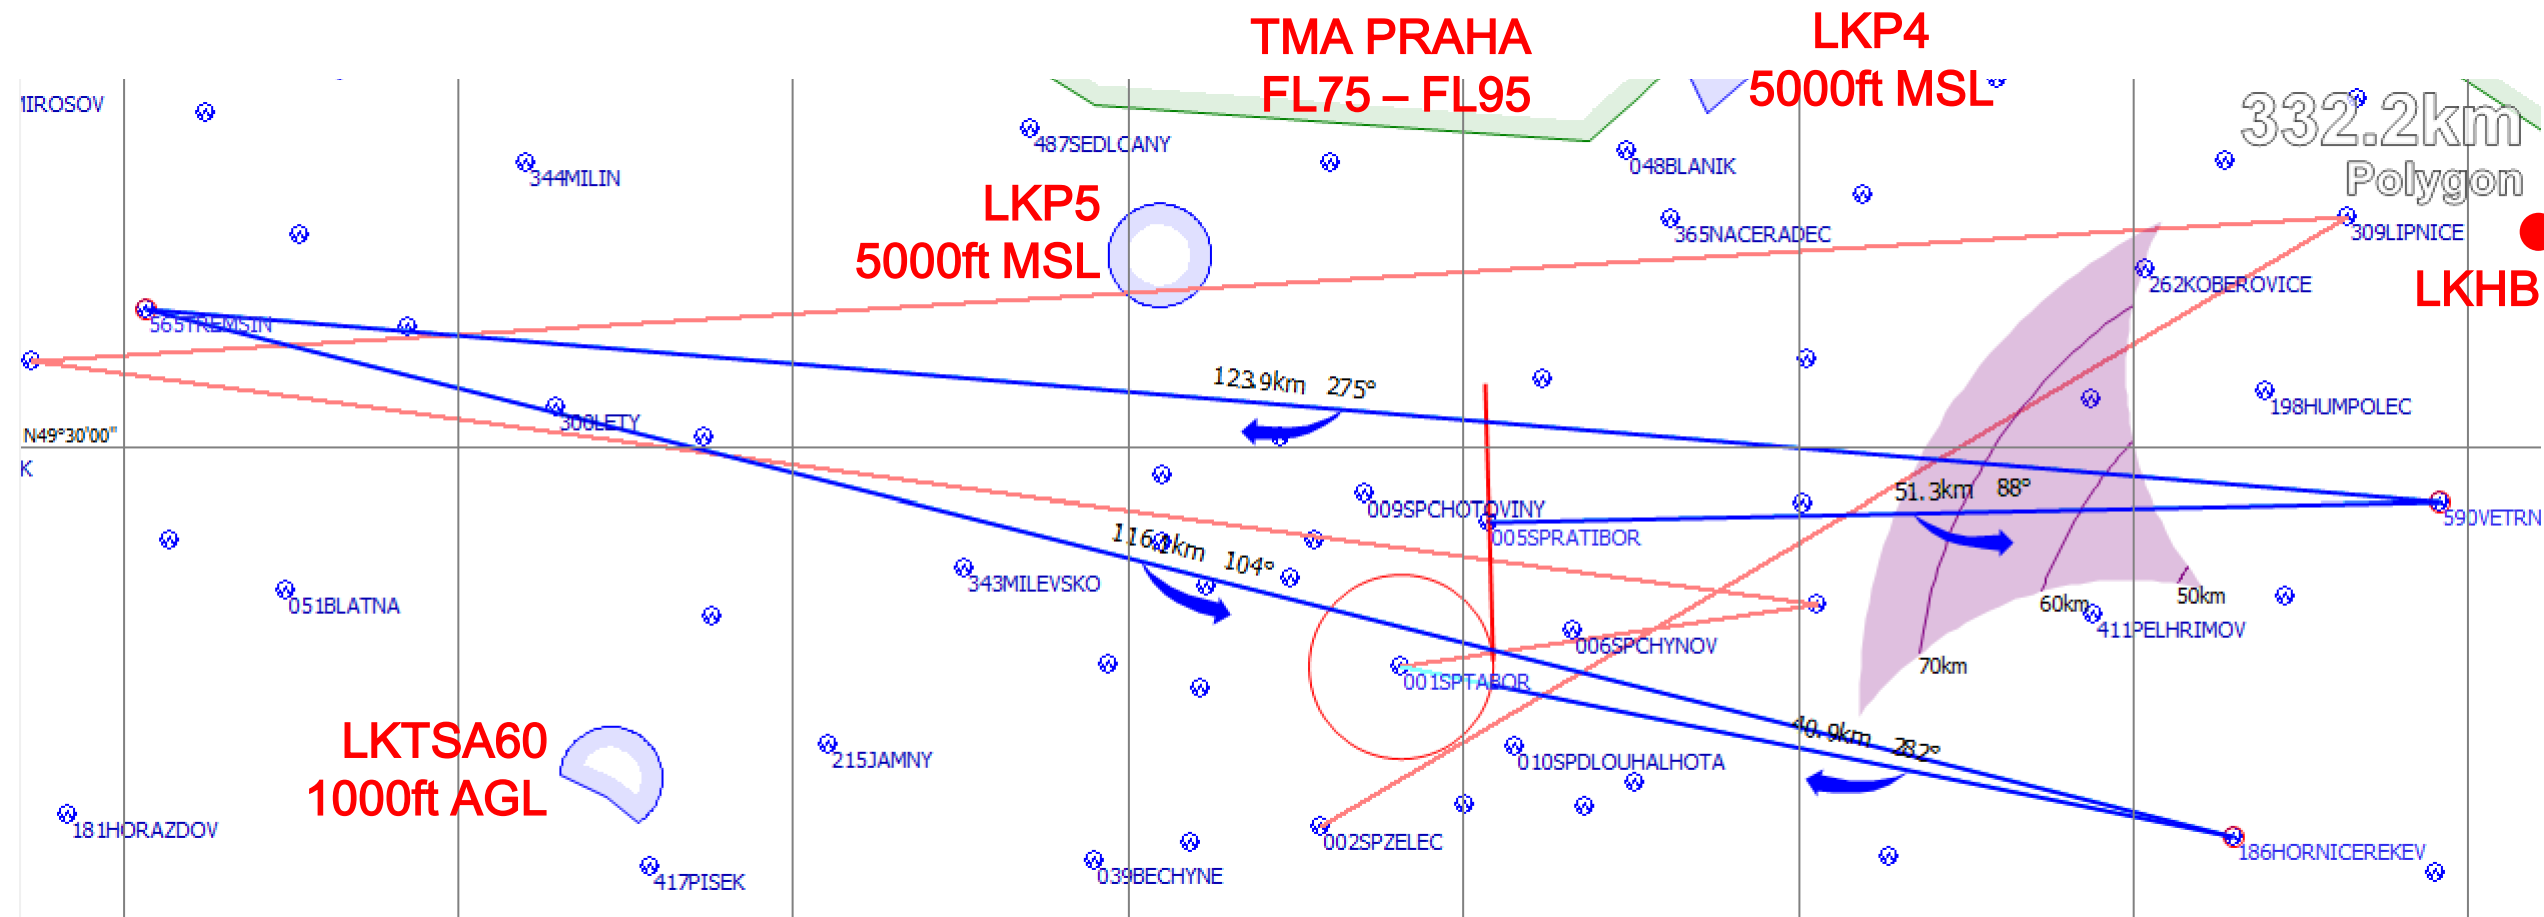 TMA PRAHA
FL75 – FL95
LKP4
5000ft MSL
332.2km
Polygon
487SEDLCANY
344MILIN
048BLANIK
LKP5
5000ft MSL
365NACERADEC
309LIPNICE
LKHB
262KOBEROVICE
565TREMSIN
123.9km 275°
300LETY
198HUMPOLEC
N49°30'00"
K
009SPCHOTOVINY
51.3km 88°
590VETRN
005SPRATIBOR
104°
343MILEVSKO
051BLATNA
60km
50km
411PELHRIMOV
006SPCHYNOV
70km
001SPTABOR
40.9km 282°
LKTSA60
1000ft AGL
215JAMNY
010SPDLOUHALHOTA
181HORAZDOV
002SPZELEC
186HORNICEREKEV
417PISEK
039BECHYNE